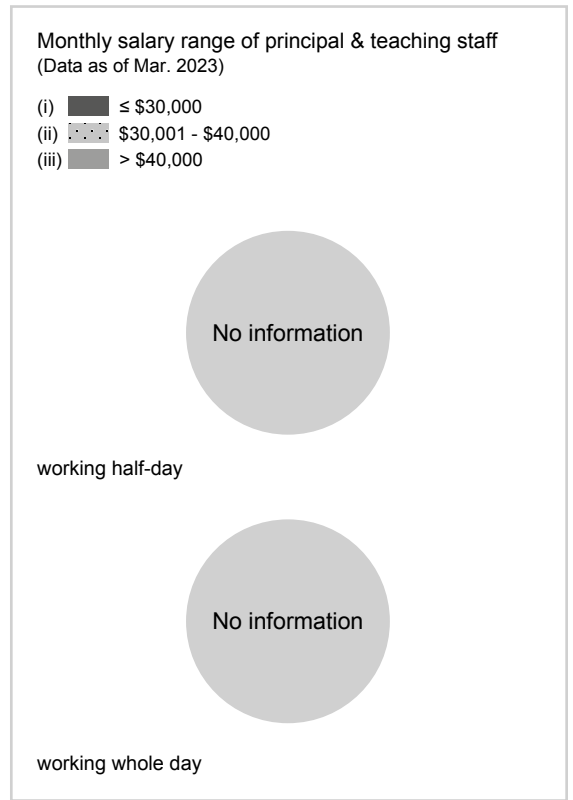 Monthly salary range of principal & teaching staff
(Data as of Mar. 2023)
(i) ≤ $30,000
(ii) $30,001 - $40,000
(iii) > $40,000
No information
working half-day
No information
working whole day